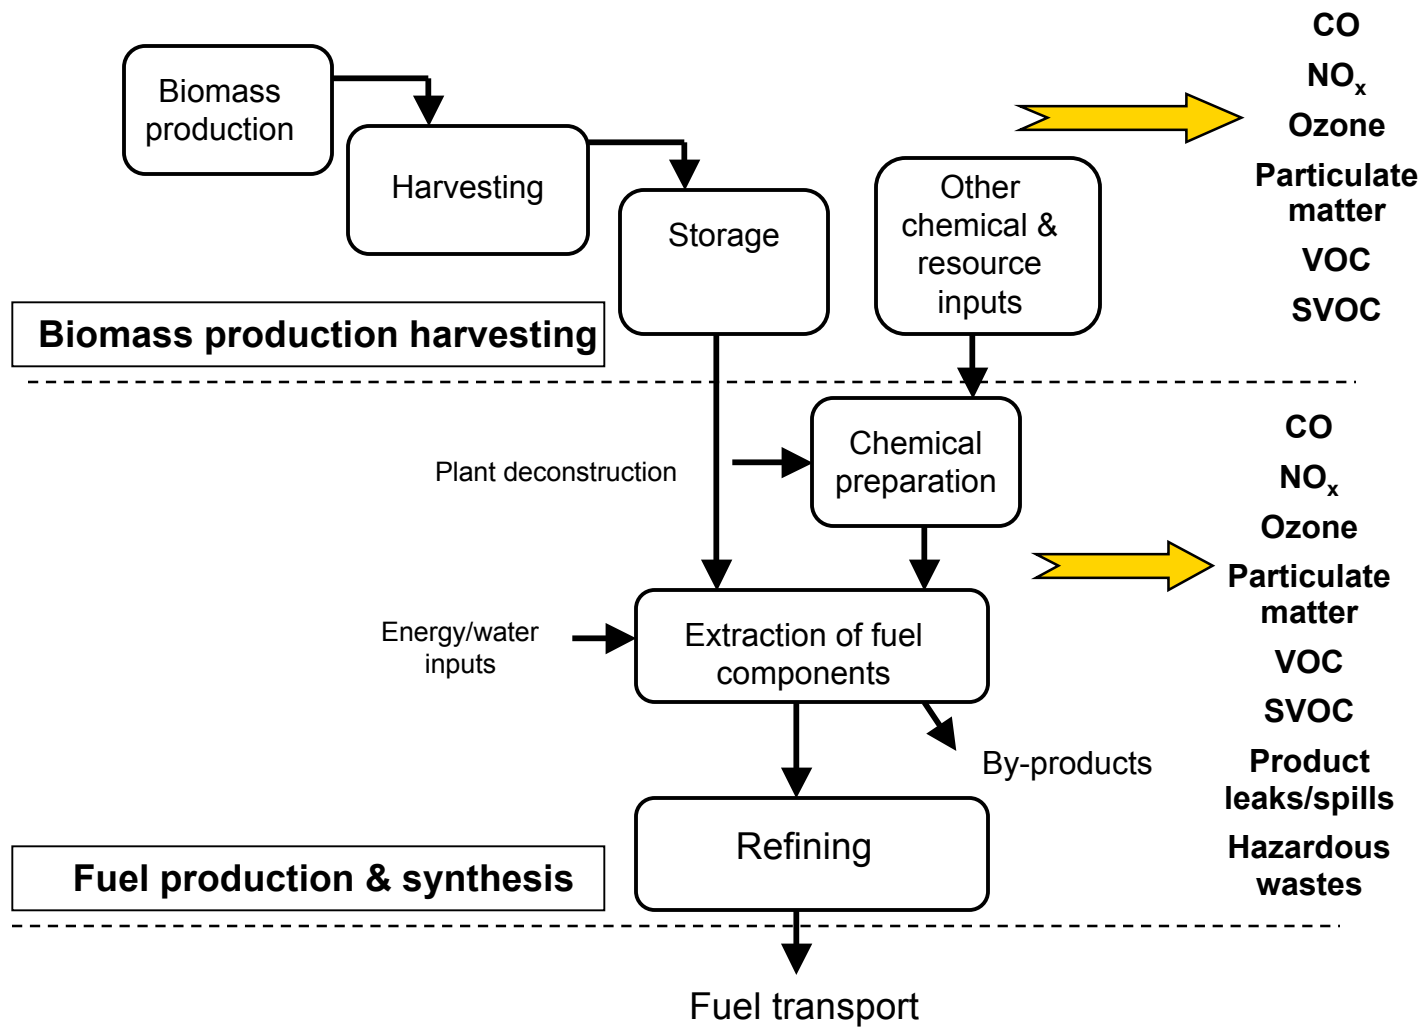 Biomass
production
Harvesting
Storage
Other
chemical &
resource
inputs
CO
NOx
Ozone
Particulate
matter
VOC
SVOC
Biomass production harvesting
Plant deconstruction
Chemical
preparation
Energy/water
inputs
Extraction of fuel
components
By-products
Refining
CO
NOx
Ozone
Particulate
matter
VOC
SVOC
Product
leaks/spills
Hazardous
wastes
Fuel production & synthesis
Fuel transport